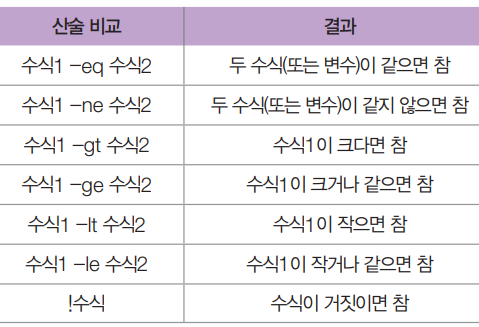 산술 비교 결과
수식1 –eq 수식2 두 수식(또는 변수)이 같으면 참
수식1 –ne 수식2 두 수식(또는 변수)이 같지 않으면 참
수식1 –gt 수식2 수식1이 크다면 참
수식1 –ge 수식2 수식1이 크거나 같으면 참
수식1 –lt 수식2 수식1이 작으면 참
수식1 –le 수식2 수식1이 작거나 같으면 참
!수식 수식이 거짓이면 참